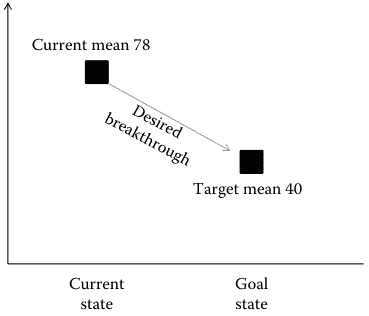 Current mean 78
Desired
breakthrough
Target mean 40
Current
state
Goal
state